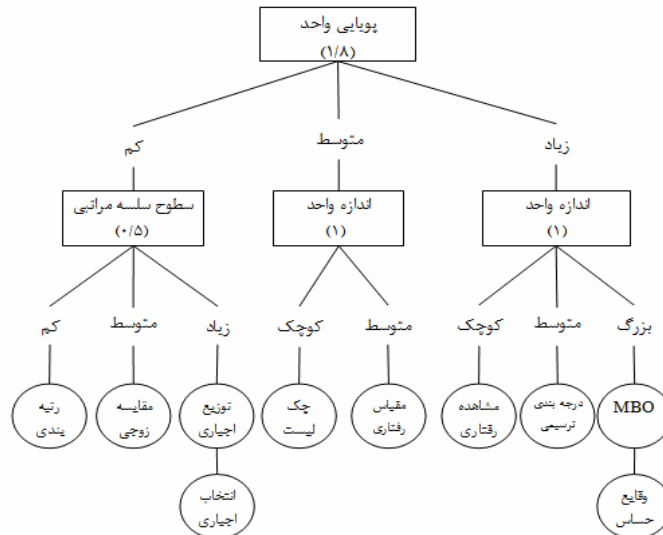 پویایی واحد
(۱/۸)
کم
متوسط
زیاد
سطوح سلسه مراتبی
(۰/۵)
اندازه واحد
(۱)
اندازه واحد
(۱)
کم
متوسط
زیاد
کوچک
متوسط
کوچک
متوسط
بزرگ
رتبه
بندی
مقایسه
زوجی
توزیع
اجباری
چک
لیست
مقیاس
رفتاری
مشاهده
رفتاری
درجه بندی
ترسیمی
MBO
انتخاب
اجباری
وقایع
حساس